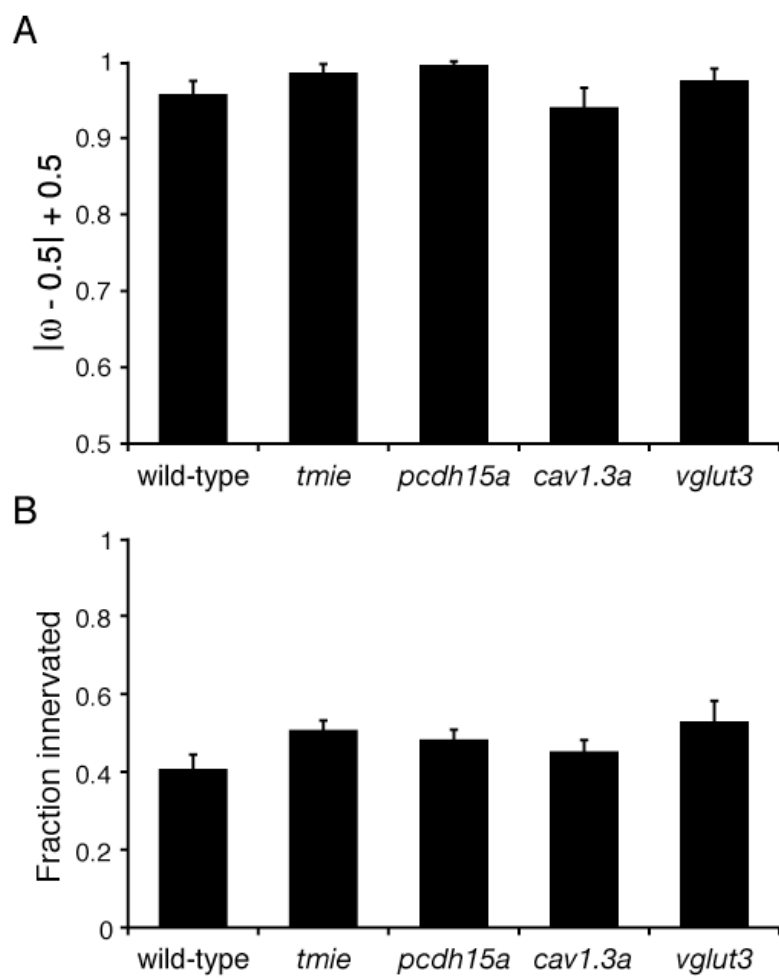 A
|ω - 0.5| + 0.5
1
0.9
0.8
0.7
0.6
0.5
wild-type tmie pcdh15a cav1.3a vglut3
B
Fraction innervated
1
0.8
0.6
0.4
0.2
0
wild-type tmie pcdh15a cav1.3a vglut3